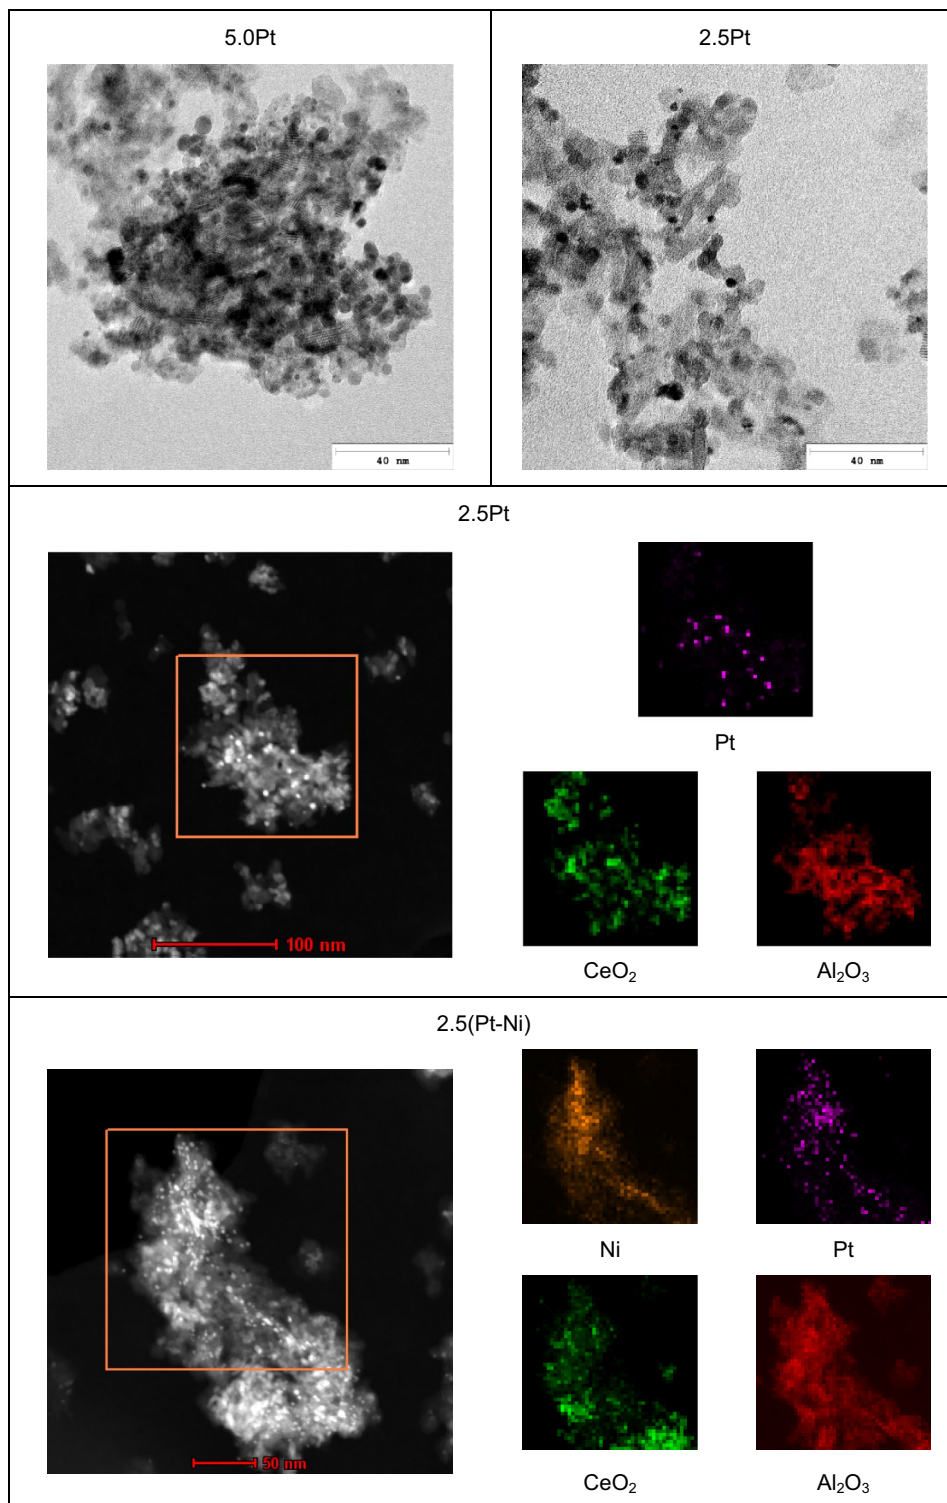 5.0Pt
2.5Pt
40 nm
40 nm
2.5Pt
Pt
100 nm
CeO₂
Al₂O₃
2.5(Pt-Ni)
Ni
Pt
50 nm
CeO₂
Al₂O₃